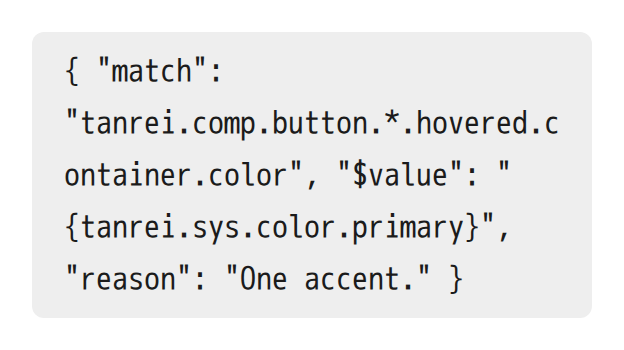 { "match":
"tanrei.comp.button.*.hovered.c
ontainer.color", "$value": "
{tanrei.sys.color.primary}",
"reason": "One accent." }